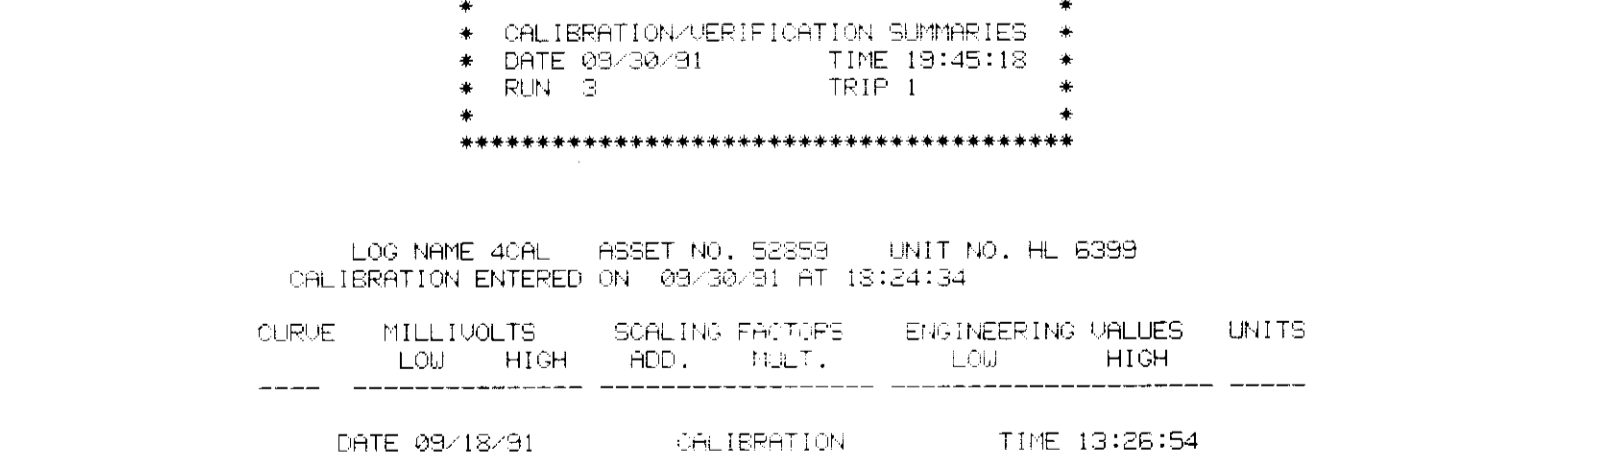 *                                      *
*  CALIBRATION/VERIFICATION SUMMARIES  *
*  DATE 09/30/91        TIME 19:45:18  *
*  RUN  3               TRIP 1         *
*                                      *
****************************************
LOG NAME 4CAL   ASSET NO. 52859    UNIT NO. HL 6399
CALIBRATION ENTERED ON  09/30/91 AT 18:24:34
CURVE   MILLIVOLTS     SCALING FACTORS    ENGINEERING VALUES   UNITS
LOW    HIGH    ADD.    MULT.        LOW       HIGH
---- --------------- ------------------ --------------------- -----
DATE 09/18/91         CALIBRATION          TIME 13:26:54